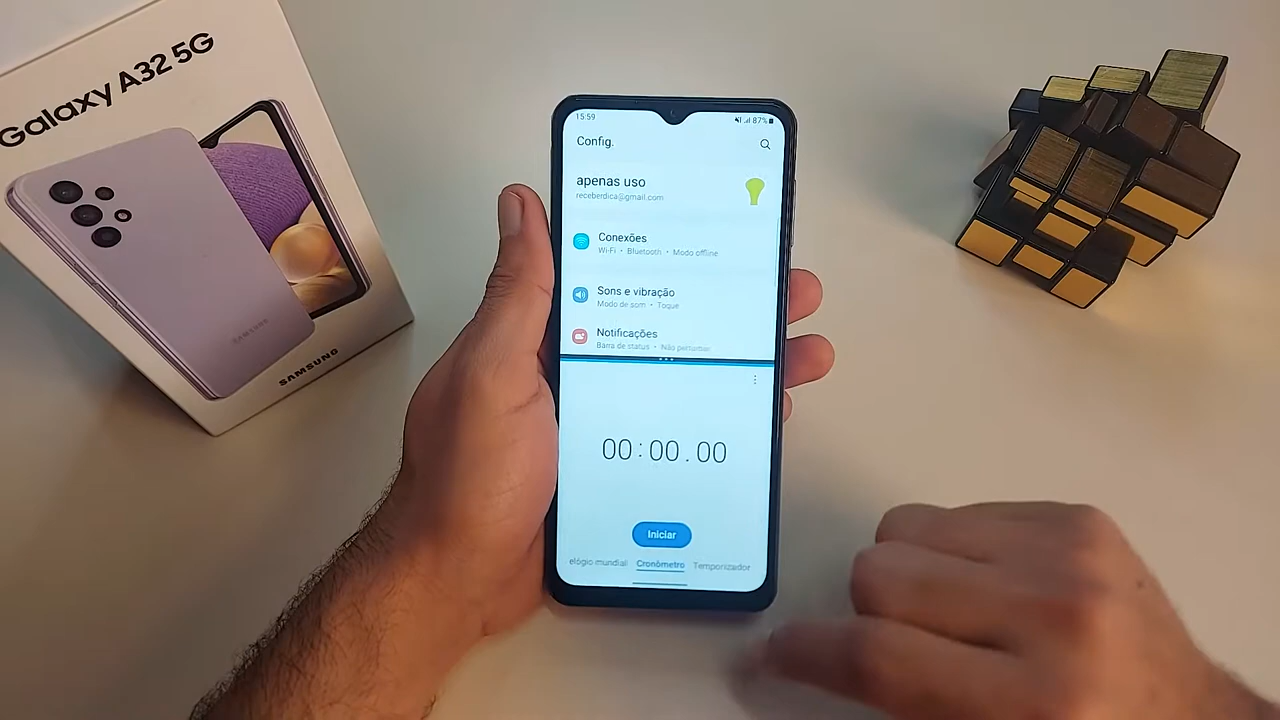 Galaxy A32 5G
SAMSUNG
SAMSUNG
15:59
87%
Config.
apenas uso
receberdica@gmail.com
Conexões
Wi-Fi • Bluetooth • Modo offline
Sons e vibração
Modo de som • Toque
Notificações
Barra de status • Não perturbar
00:00.00
Iniciar
elógio mundial Cronômetro Temporizador